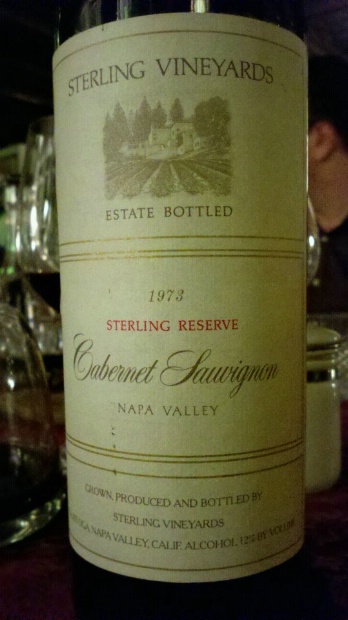 STERLING VINEYARDS
ESTATE BOTTLED
1973
STERLING RESERVE
Cabernet Sauvignon
NAPA VALLEY
GROWN, PRODUCED AND BOTTLED BY
STERLING VINEYARDS
NAPA VALLEY, CALIF. ALCOHOL 12% BY VOLUME